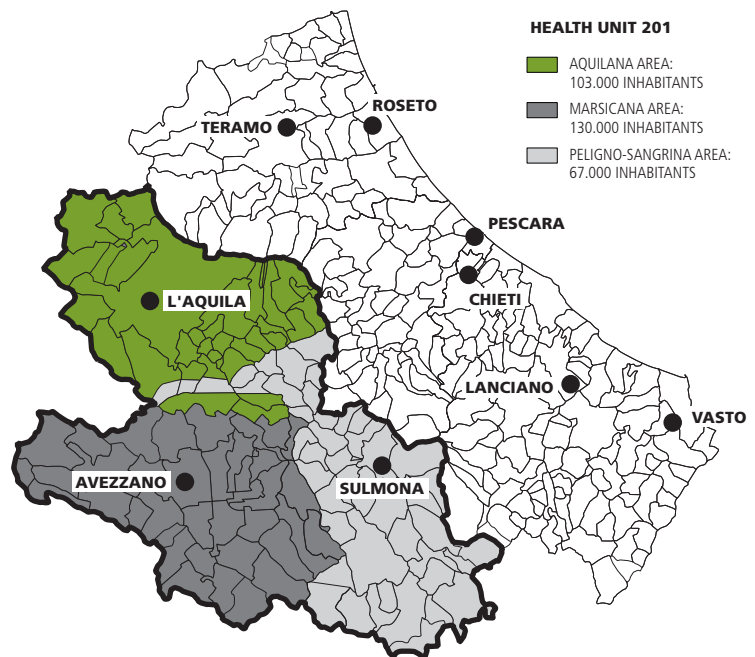 HEALTH UNIT 201
AQUILANA AREA:
103.000 INHABITANTS
MARSICANA AREA:
130.000 INHABITANTS
PELIGNO-SANGRINA AREA:
67.000 INHABITANTS
ROSETO
TERAMO
PESCARA
CHIETI
L'AQUILA
LANCIANO
VASTO
AVEZZANO
SULMONA